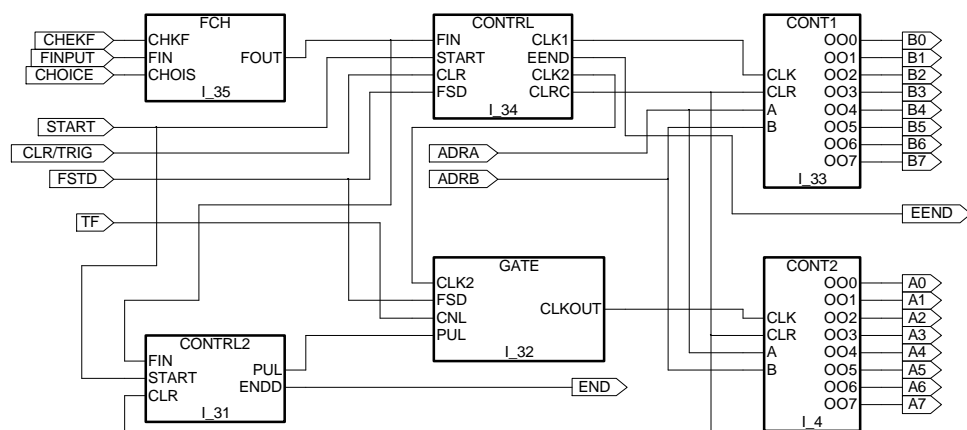 FCH
CHEKF
CHKF
FINPUT
FIN
FOUT
CHOICE
CHOIS
I_35
CONTRL
FIN
CLK1
START
EEND
CLR
CLK2
FSD
CLRC
I_34
CONT1
OO0
B0
OO1
B1
CLK
OO2
B2
CLR
OO3
B3
A
OO4
B4
B
OO5
B5
OO6
B6
OO7
B7
I_33
START
CLR/TRIG
ADRA
FSTD
ADRB
TF
EEND
GATE
CLK2
FSD
CLKOUT
CNL
PUL
I_32
CONT2
OO0
A0
OO1
A1
CLK
OO2
A2
CLR
OO3
A3
A
OO4
A4
B
OO5
A5
OO6
A6
OO7
A7
I_4
CONTRL2
FIN
PUL
START
ENDD
CLR
I_31
END